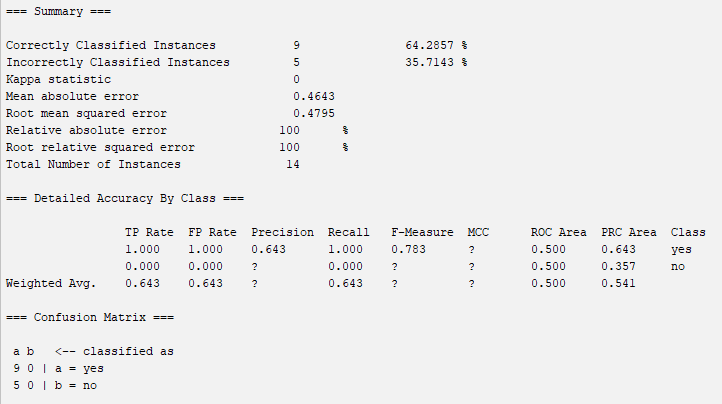 === Summary ===
Correctly Classified Instances 9 64.2857 %
Incorrectly Classified Instances 5 35.7143 %
Kappa statistic 0
Mean absolute error 0.4643
Root mean squared error 0.4795
Relative absolute error 100 %
Root relative squared error 100 %
Total Number of Instances 14
=== Detailed Accuracy By Class ===
TP Rate FP Rate Precision Recall F-Measure MCC ROC Area PRC Area Class
1.000 1.000 0.643 1.000 0.783 ? 0.500 0.643 yes
0.000 0.000 ? 0.000 ? ? 0.500 0.357 no
Weighted Avg. 0.643 0.643 ? 0.643 ? ? 0.500 0.541
=== Confusion Matrix ===
a b <-- classified as
9 0 | a = yes
5 0 | b = no